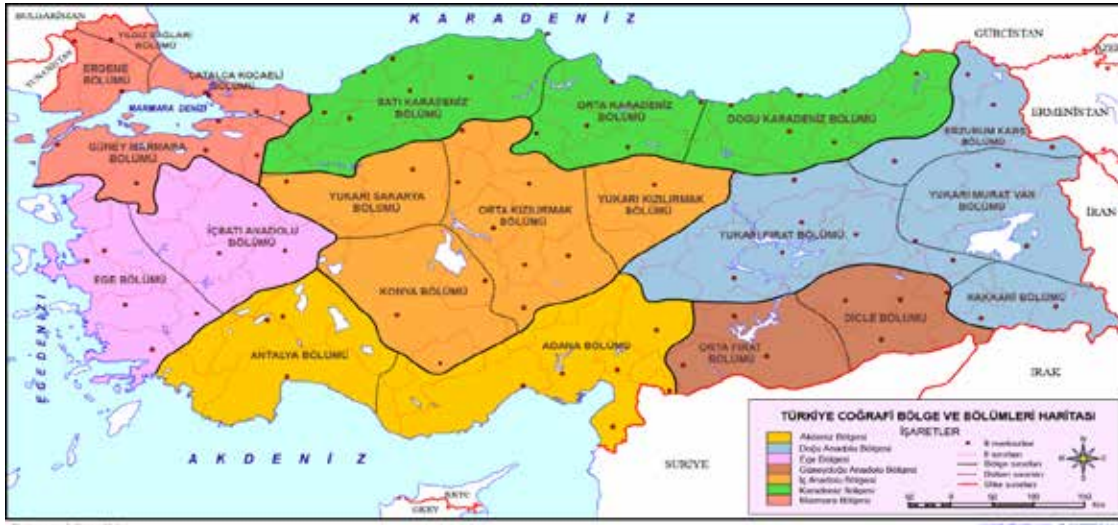 KARADENİZ
BULGARİSTAN
YUNANİSTAN
GÜRCİSTAN
ERMENİSTAN
İRAN
IRAK
SURİYE
KKTC
GKRY
EGE DENİZİ
AKDENİZ
MARMARA DENİZİ
YILDIZ DAĞLARI
BÖLÜMÜ
ERGENE
BÖLÜMÜ
ÇATALCA KOCAELİ
BÖLÜMÜ
GÜNEY MARMARA
BÖLÜMÜ
BATI KARADENİZ
BÖLÜMÜ
ORTA KARADENİZ
BÖLÜMÜ
DOĞU KARADENİZ BÖLÜMÜ
ERZURUM KARS
BÖLÜMÜ
YUKARI SAKARYA
BÖLÜMÜ
ORTA KIZILIRMAK
BÖLÜMÜ
YUKARI KIZILIRMAK
BÖLÜMÜ
YUKARI MURAT VAN
BÖLÜMÜ
İÇBATI ANADOLU
BÖLÜMÜ
YUKARI FIRAT BÖLÜMÜ
EGE BÖLÜMÜ
KONYA BÖLÜMÜ
HAKKARİ BÖLÜMÜ
ANTALYA BÖLÜMÜ
ADANA BÖLÜMÜ
ORTA FIRAT
BÖLÜMÜ
DİCLE BÖLÜMÜ
TÜRKİYE COĞRAFİ BÖLGE VE BÖLÜMLERİ HARİTASI
İŞARETLER
Akdeniz Bölgesi
Doğu Anadolu Bölgesi
Ege Bölgesi
Güneydoğu Anadolu Bölgesi
İç Anadolu Bölgesi
Karadeniz Bölgesi
Marmara Bölgesi
İl merkezleri
İl sınırları
Bölge sınırları
Bölüm sınırları
Ülke sınırları